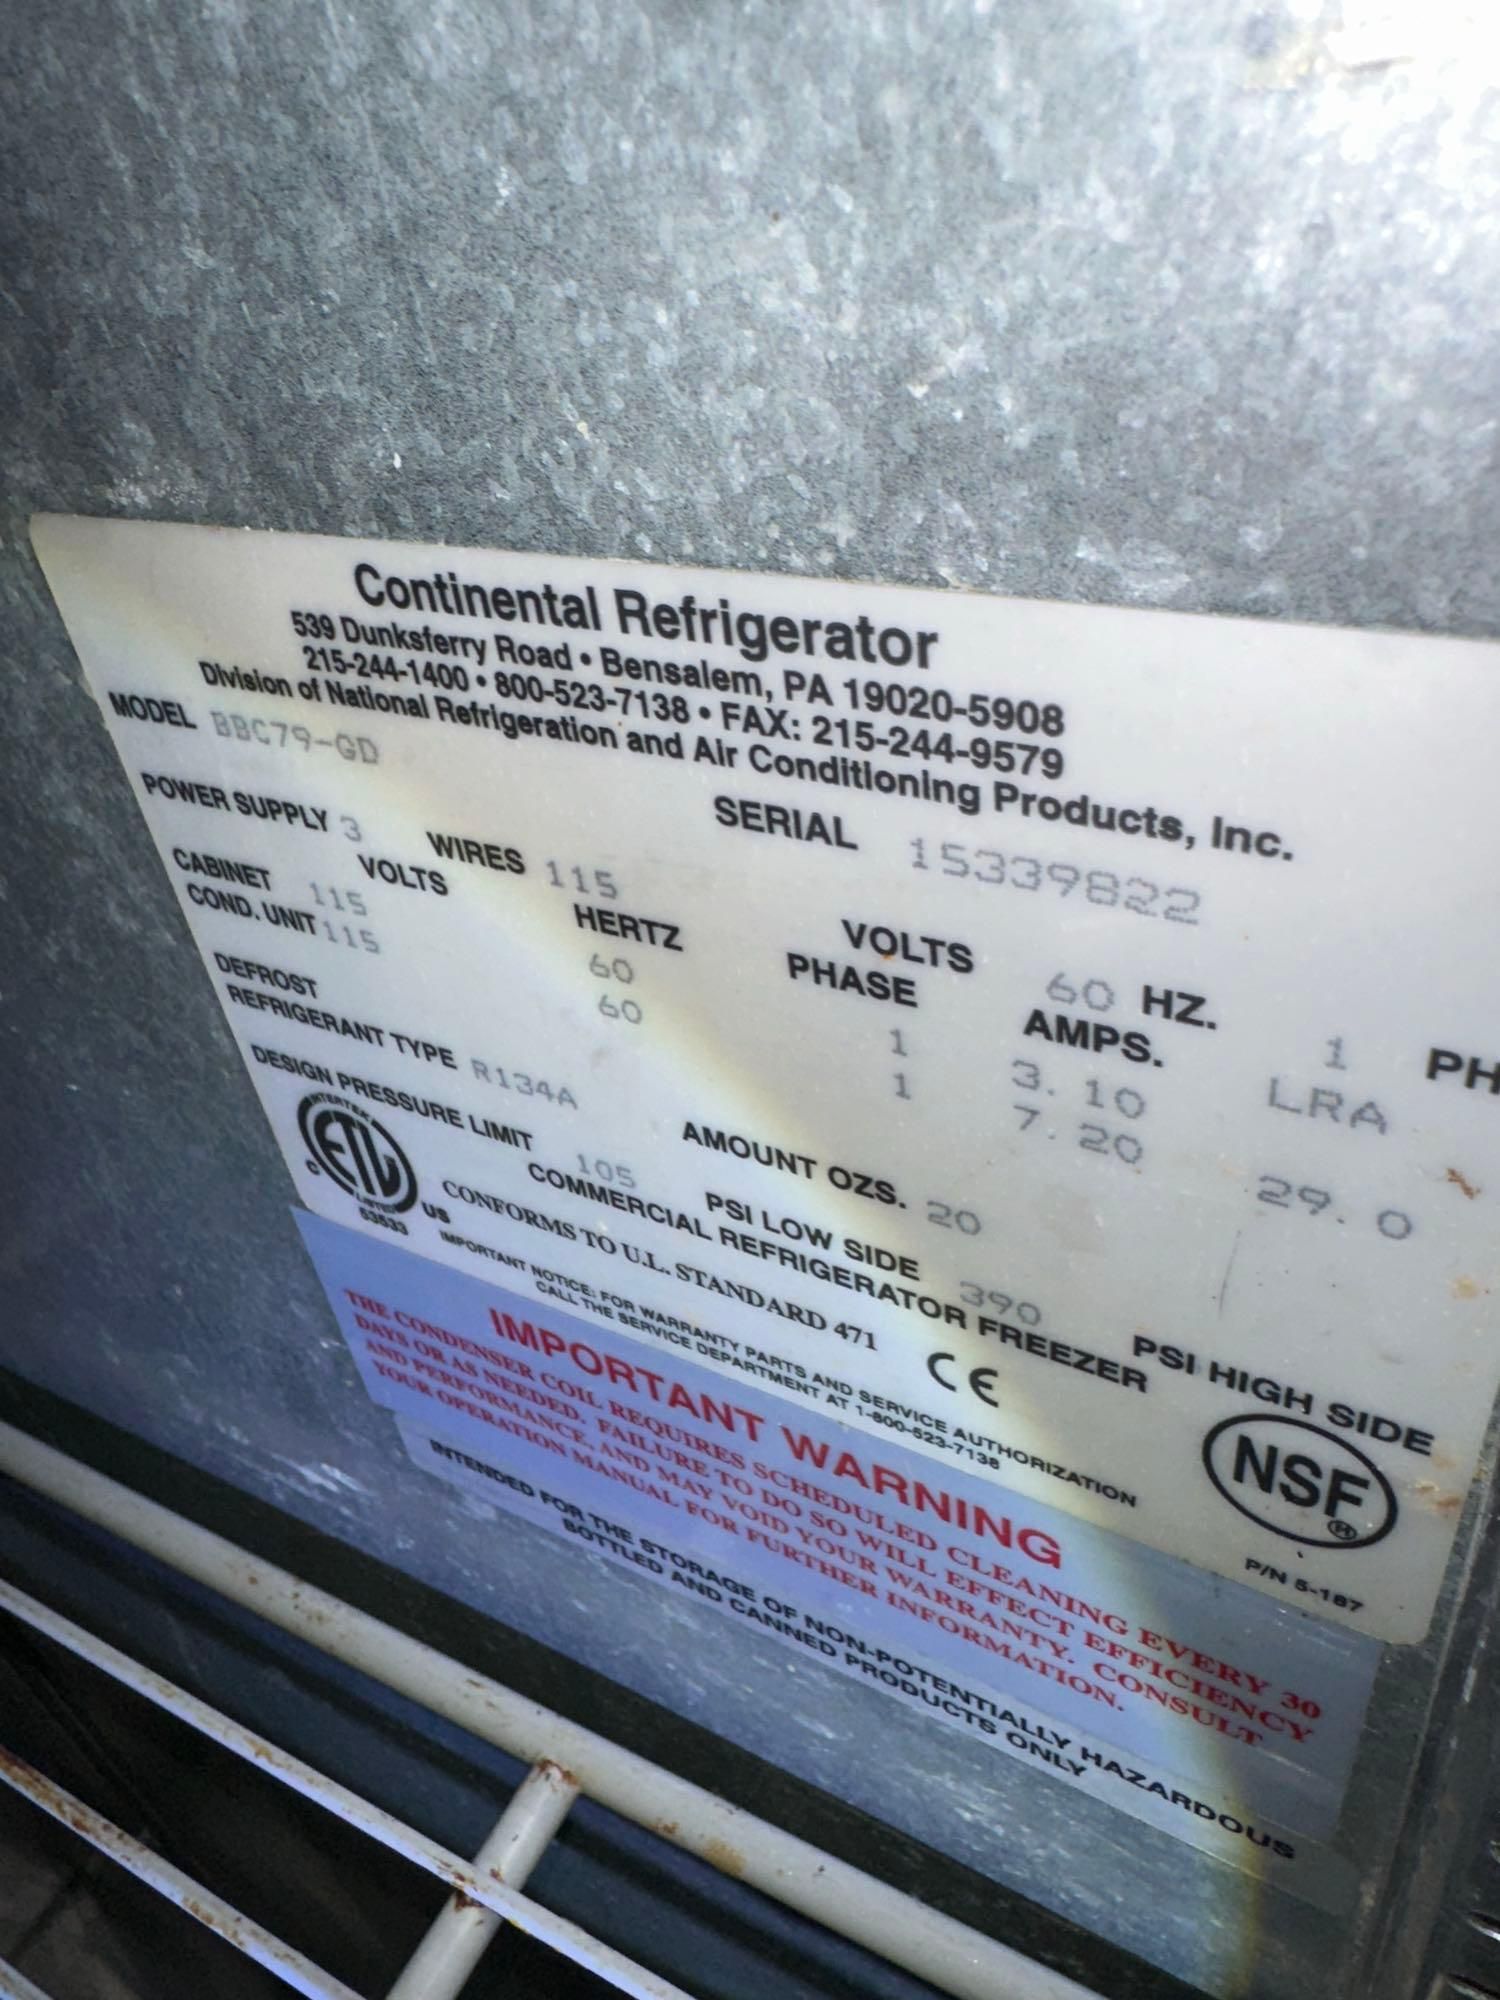 Continental Refrigerator
539 Dunksferry Road • Bensalem, PA 19020-5908
215-244-1400 • 800-523-7138 • FAX: 215-244-9579
Division of National Refrigeration and Air Conditioning Products, Inc.
MODEL BBC79-GD SERIAL 15339822
POWER SUPPLY 3 WIRES 115 VOLTS 60 HZ. 1 PH
VOLTS HERTZ PHASE AMPS. LRA
CABINET 115 60 1 3.10
COND. UNIT 115 60 1 7.20 29.0
DEFROST
REFRIGERANT TYPE R134A AMOUNT OZS. 20
DESIGN PRESSURE LIMIT 105 PSI LOW SIDE 390 PSI HIGH SIDE
COMMERCIAL REFRIGERATOR FREEZER
CONFORMS TO U.L. STANDARD 471
INTERTEK
ETL
LISTED
C US
53533
CE
NSF
IMPORTANT NOTICE: FOR WARRANTY PARTS AND SERVICE AUTHORIZATION
CALL THE SERVICE DEPARTMENT AT 1-800-523-7138
P/N 5-187
IMPORTANT WARNING
THE CONDENSER COIL REQUIRES SCHEDULED CLEANING EVERY 30
DAYS OR AS NEEDED. FAILURE TO DO SO WILL EFFECT EFFICIENCY
AND PERFORMANCE, AND MAY VOID YOUR WARRANTY. CONSULT
YOUR OPERATION MANUAL FOR FURTHER INFORMATION.
INTENDED FOR THE STORAGE OF NON-POTENTIALLY HAZARDOUS
BOTTLED AND CANNED PRODUCTS ONLY